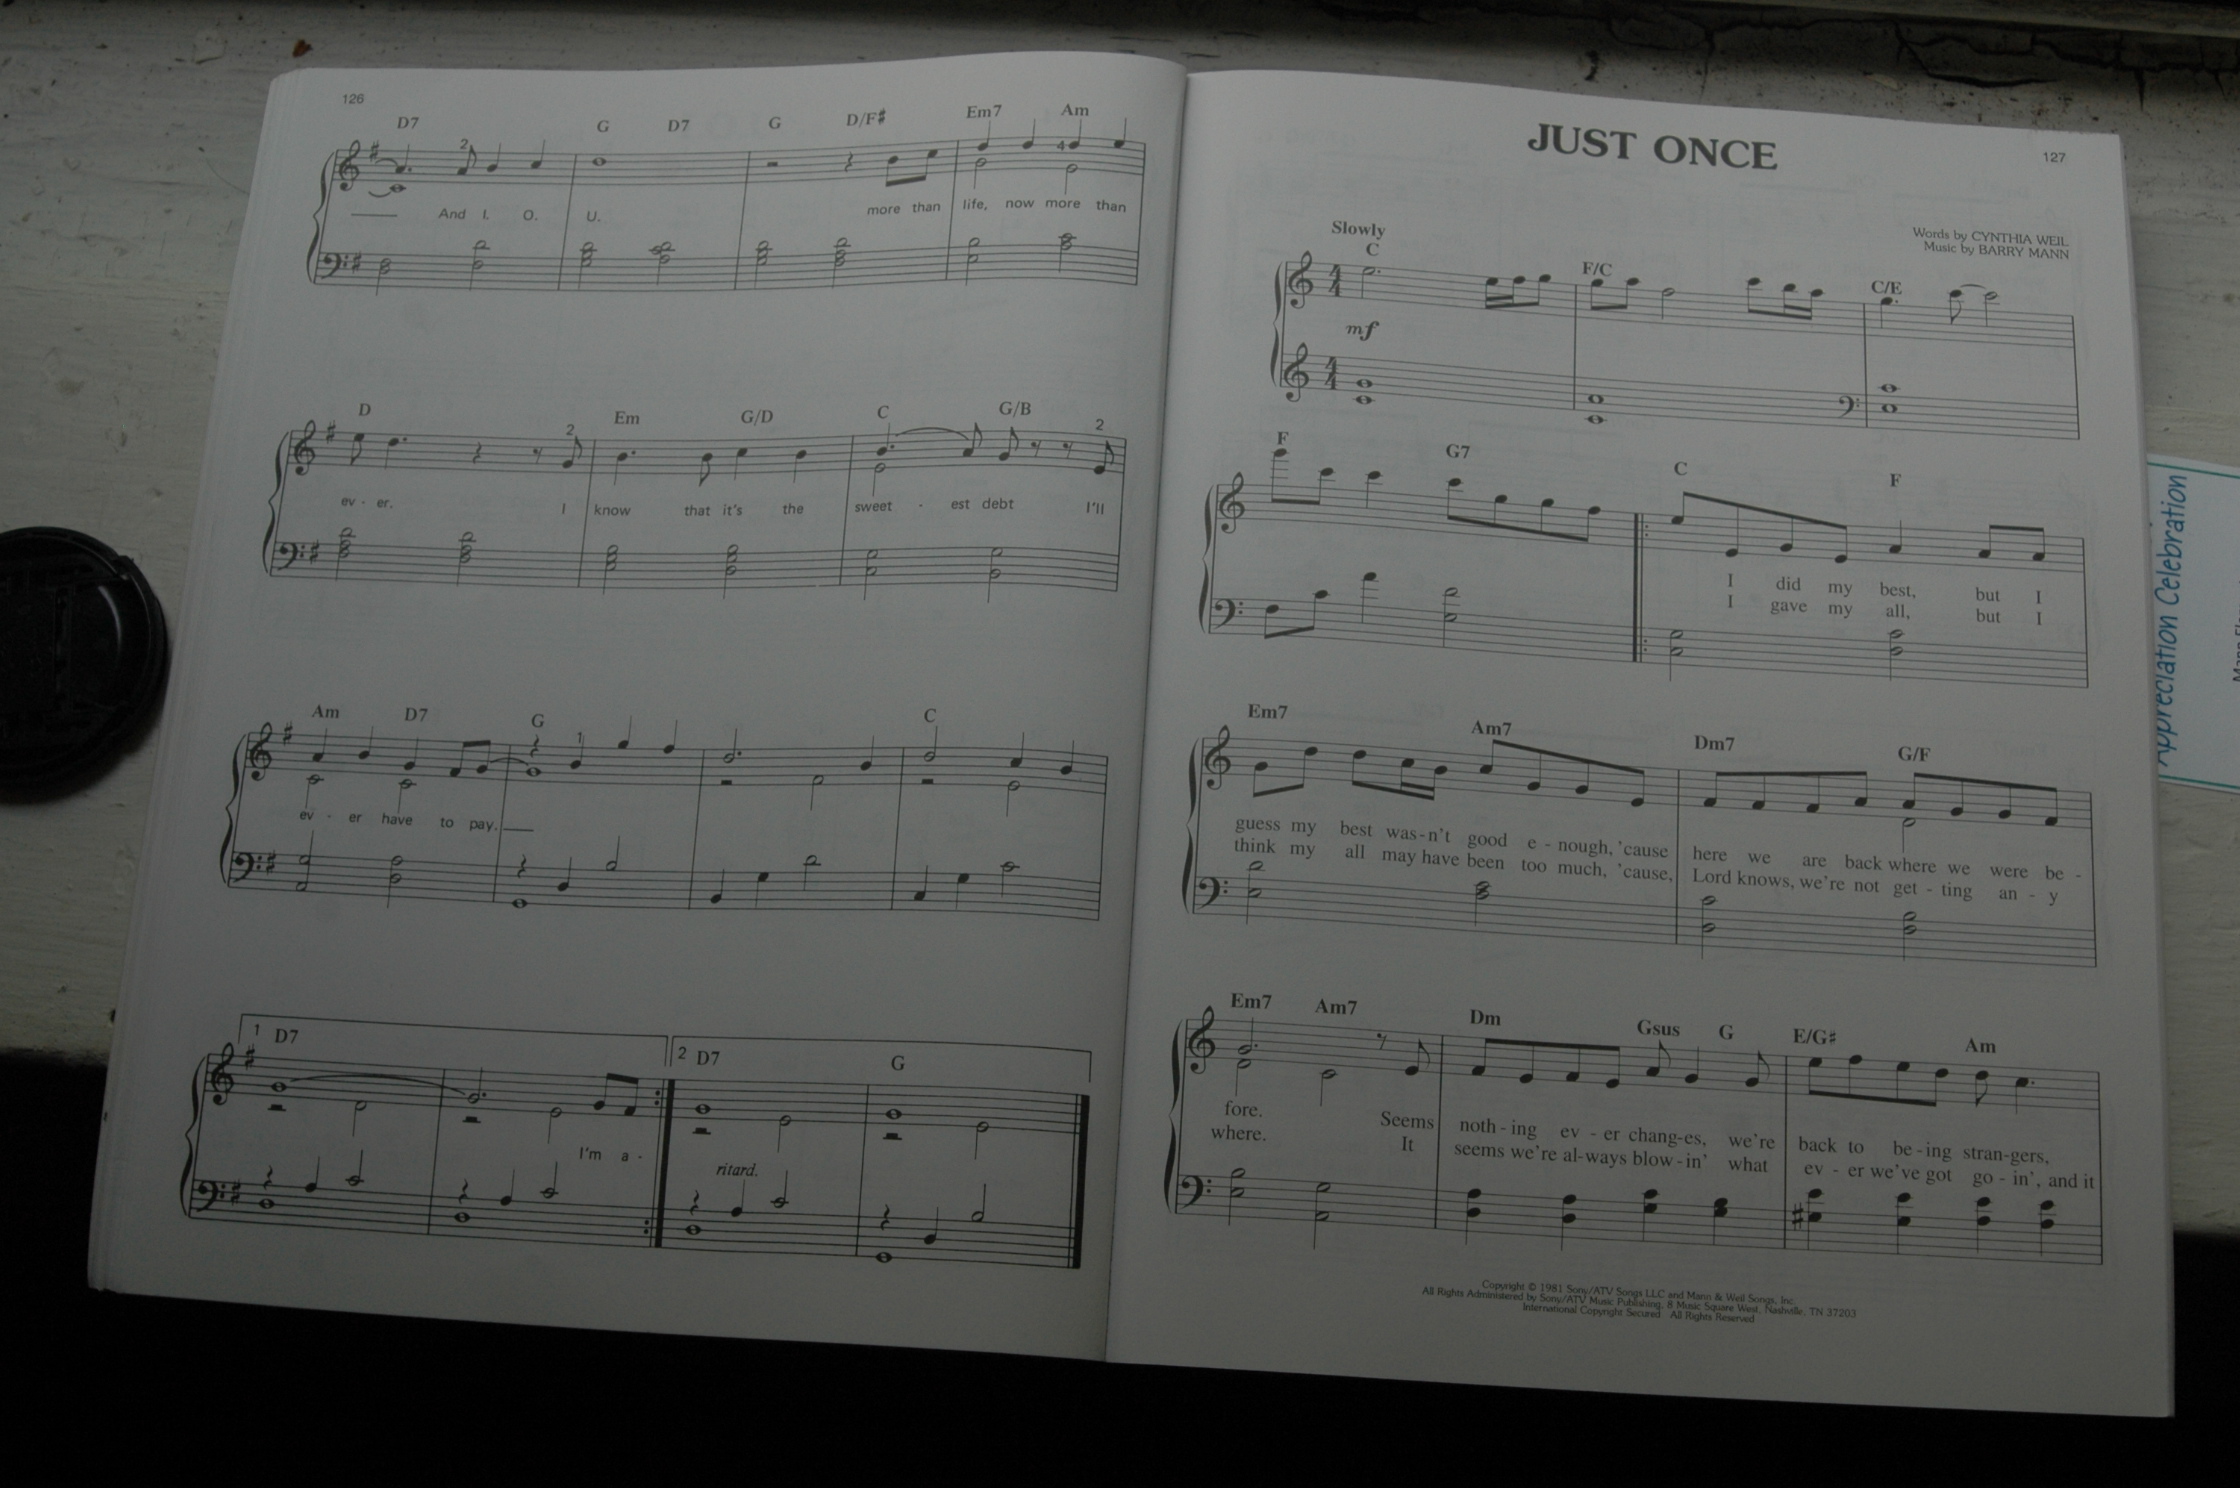 126
D7 G D7 G D/F# Em7 Am
2 4
And I. O. U. more than life, now more than
D Em G/D C G/B
2 2
ev - er. I know that it's the sweet - est debt I'll
Am D7 G C
1
ev - er have to pay.
1 D7 2 D7 G
I'm a -
ritard.
127
JUST ONCE
Words by CYNTHIA WEIL
Music by BARRY MANN
Slowly
C F/C C/E
mf
F G7 C F
I did my best, but I
I gave my all, but I
Em7 Am7 Dm7 G/F
guess my best was-n't good e - nough, 'cause here we are back where we were be -
think my all may have been too much, 'cause, Lord knows, we're not get - ting an - y
Em7 Am7 Dm Gsus G E/G# Am
fore. Seems noth - ing ev - er chang-es, we're back to be - ing stran-gers,
where. It seems we're al-ways blow-in' what ev - er we've got go - in', and it
Copyright © 1981 Sony/ATV Songs LLC and Mann & Weil Songs, Inc.
All Rights Administered by Sony/ATV Music Publishing, 8 Music Square West, Nashville, TN 37203
International Copyright Secured All Rights Reserved
Appreciation Celebration